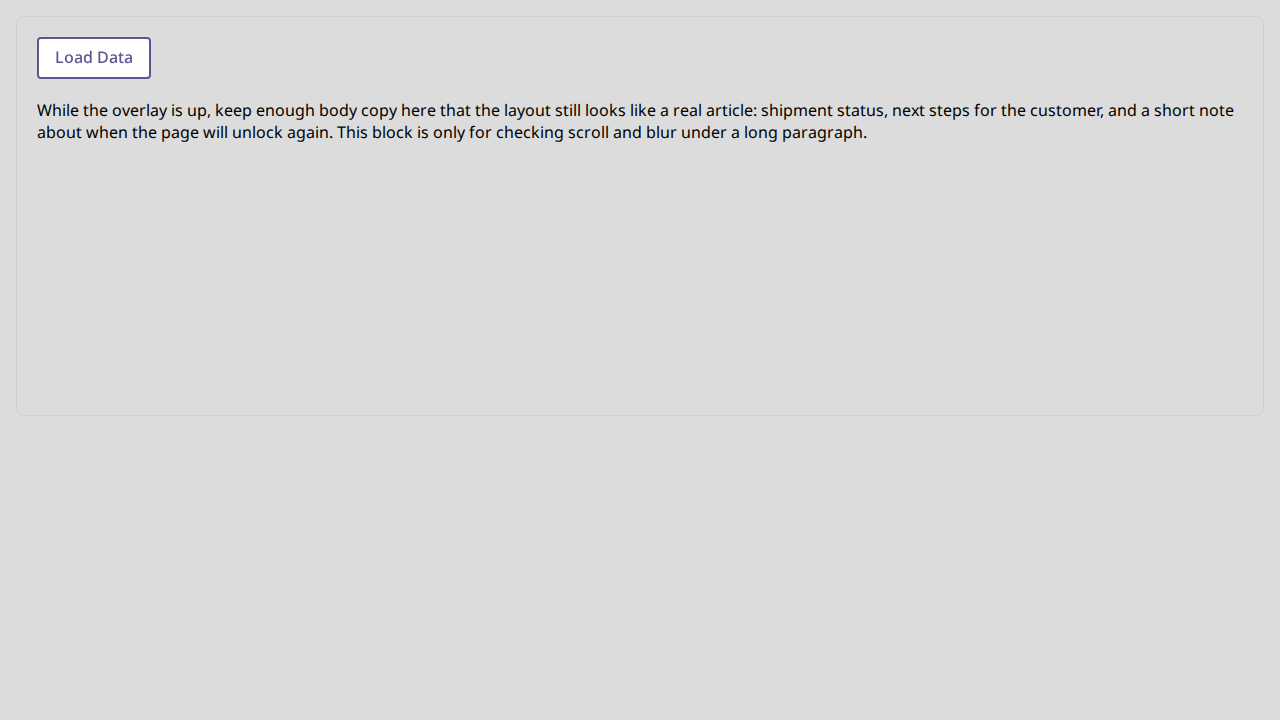 Load Data
While the overlay is up, keep enough body copy here that the layout still looks like a real article: shipment status, next steps for the customer, and a short note
about when the page will unlock again. This block is only for checking scroll and blur under a long paragraph.